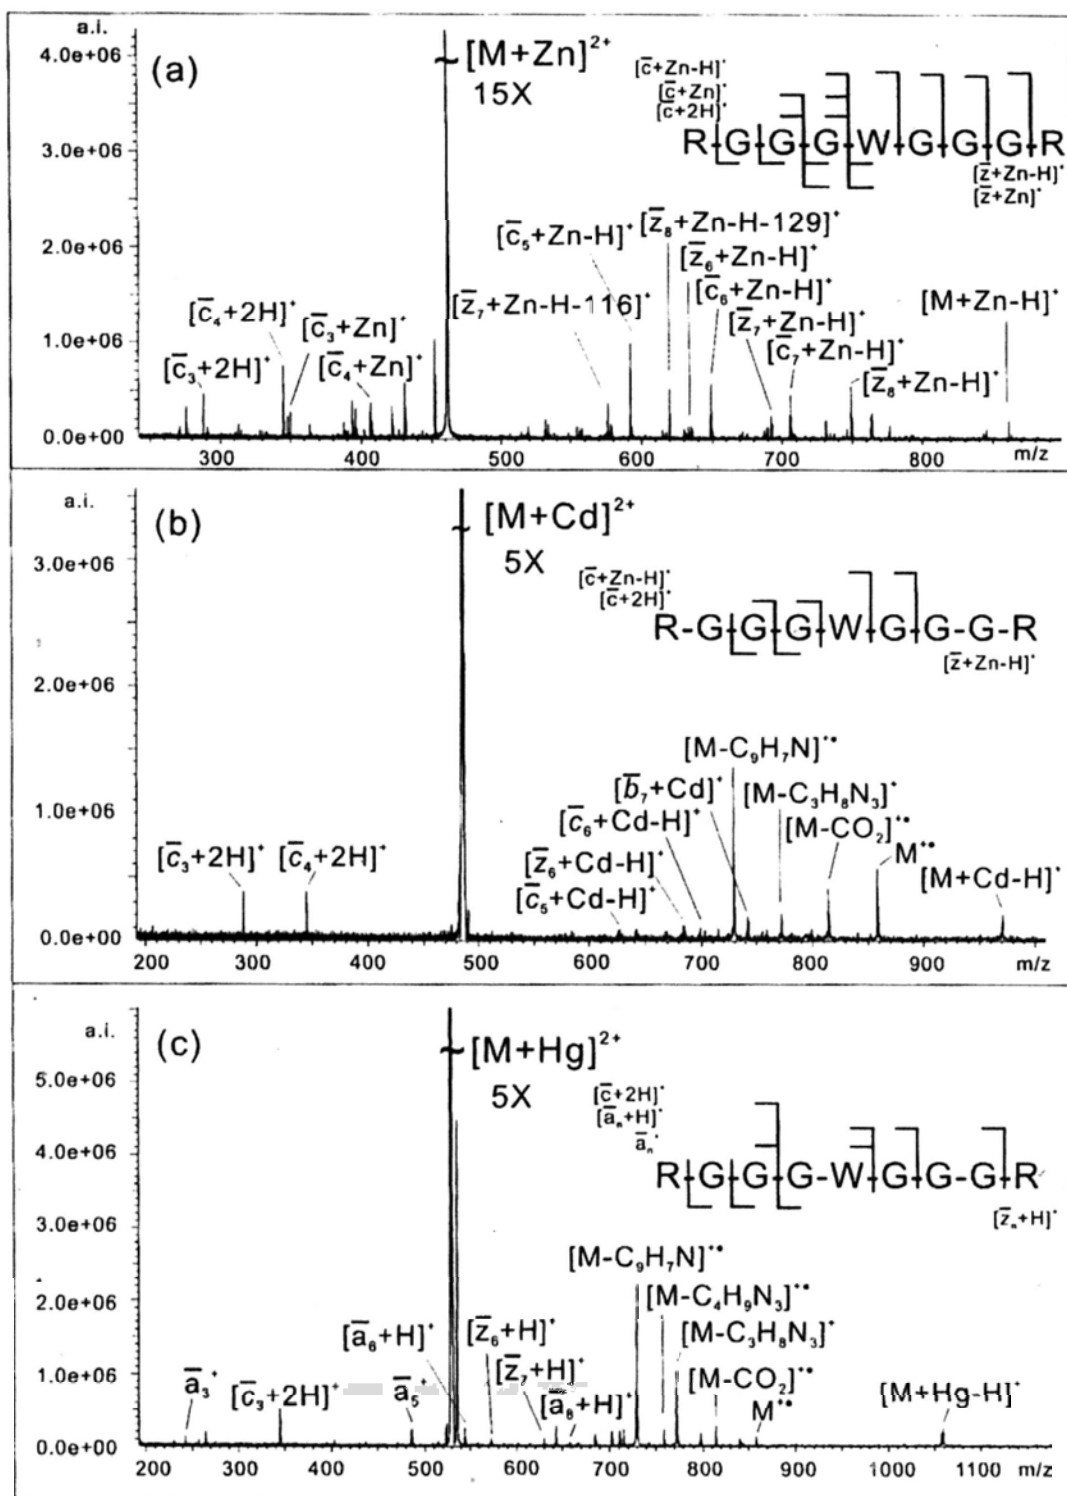 a.i.
4.0e+06
3.0e+06
2.0e+06
1.0e+06
0.0e+00
(a)
[M+Zn]²⁺
15X
[c̅+Zn-H]⁺
[c̅+Zn]⁺
[c̅+2H]⁺
R-G-G-G-W-G-G-G-R
[z̅+Zn-H]⁺
[z̅+Zn]⁺
[c̅₅+Zn-H]⁺
[z̅₈+Zn-H-129]⁺
[z̅₆+Zn-H]⁺
[z̅₇+Zn-H-116]⁺
[c̅₆+Zn-H]⁺
[M+Zn-H]⁺
[c̅₄+2H]⁺
[c̅₃+Zn]⁺
[z̅₇+Zn-H]⁺
[c̅₃+2H]⁺
[c̅₄+Zn]⁺
[c̅₇+Zn-H]⁺
[z̅₈+Zn-H]⁺
300 400 500 600 700 800 m/z
a.i.
3.0e+06
2.0e+06
1.0e+06
0.0e+00
(b)
[M+Cd]²⁺
5X
[c̅+Zn-H]⁺
[c̅+2H]⁺
R-G-G-G-W-G-G-G-R
[z̅+Zn-H]⁺
[M-C₉H₇N]⁺•
[b̅₇+Cd]⁺
[M-C₃H₈N₃]⁺
[c̅₆+Cd-H]⁺
[M-CO₂]⁺•
[c̅₃+2H]⁺
[c̅₄+2H]⁺
[z̅₆+Cd-H]⁺
M⁺•
[c̅₅+Cd-H]⁺
[M+Cd-H]⁺
200 300 400 500 600 700 800 900 m/z
a.i.
5.0e+06
4.0e+06
3.0e+06
2.0e+06
1.0e+06
0.0e+00
(c)
[M+Hg]²⁺
5X
[c̅+2H]⁺
[a̅ₙ+H]⁺
a̅ₙ⁺
R-G-G-G-W-G-G-G-R
[z̅ₙ+H]⁺
[M-C₉H₇N]⁺•
[M-C₄H₉N₃]⁺•
[a̅₆+H]⁺
[z̅₆+H]⁺
[M-C₃H₈N₃]⁺
a̅₃⁺
[c̅₃+2H]⁺
a̅₅⁺
[z̅₇+H]⁺
[M-CO₂]⁺•
[a̅₈+H]⁺
M⁺•
[M+Hg-H]⁺
200 300 400 500 600 700 800 900 1000 1100 m/z